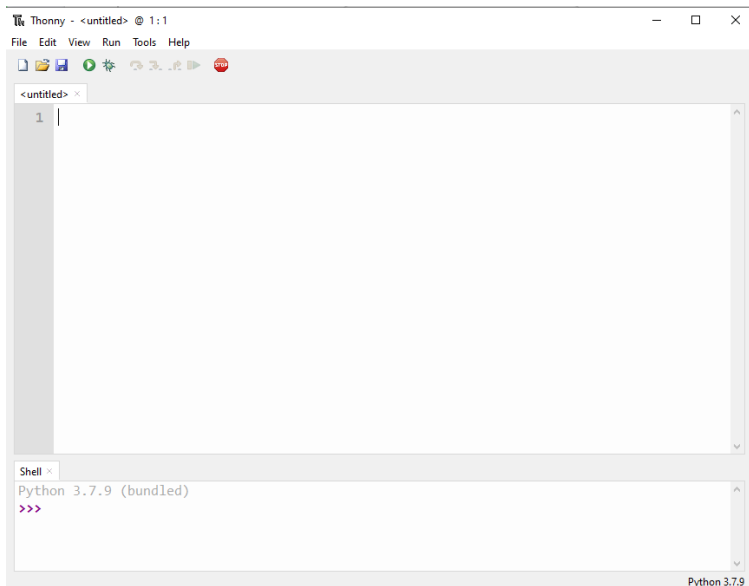 Thonny - <untitled> @ 1:1
File Edit View Run Tools Help
STOP
<untitled> ×
1
Shell ×
Python 3.7.9 (bundled)
>>>
Python 3.7.9